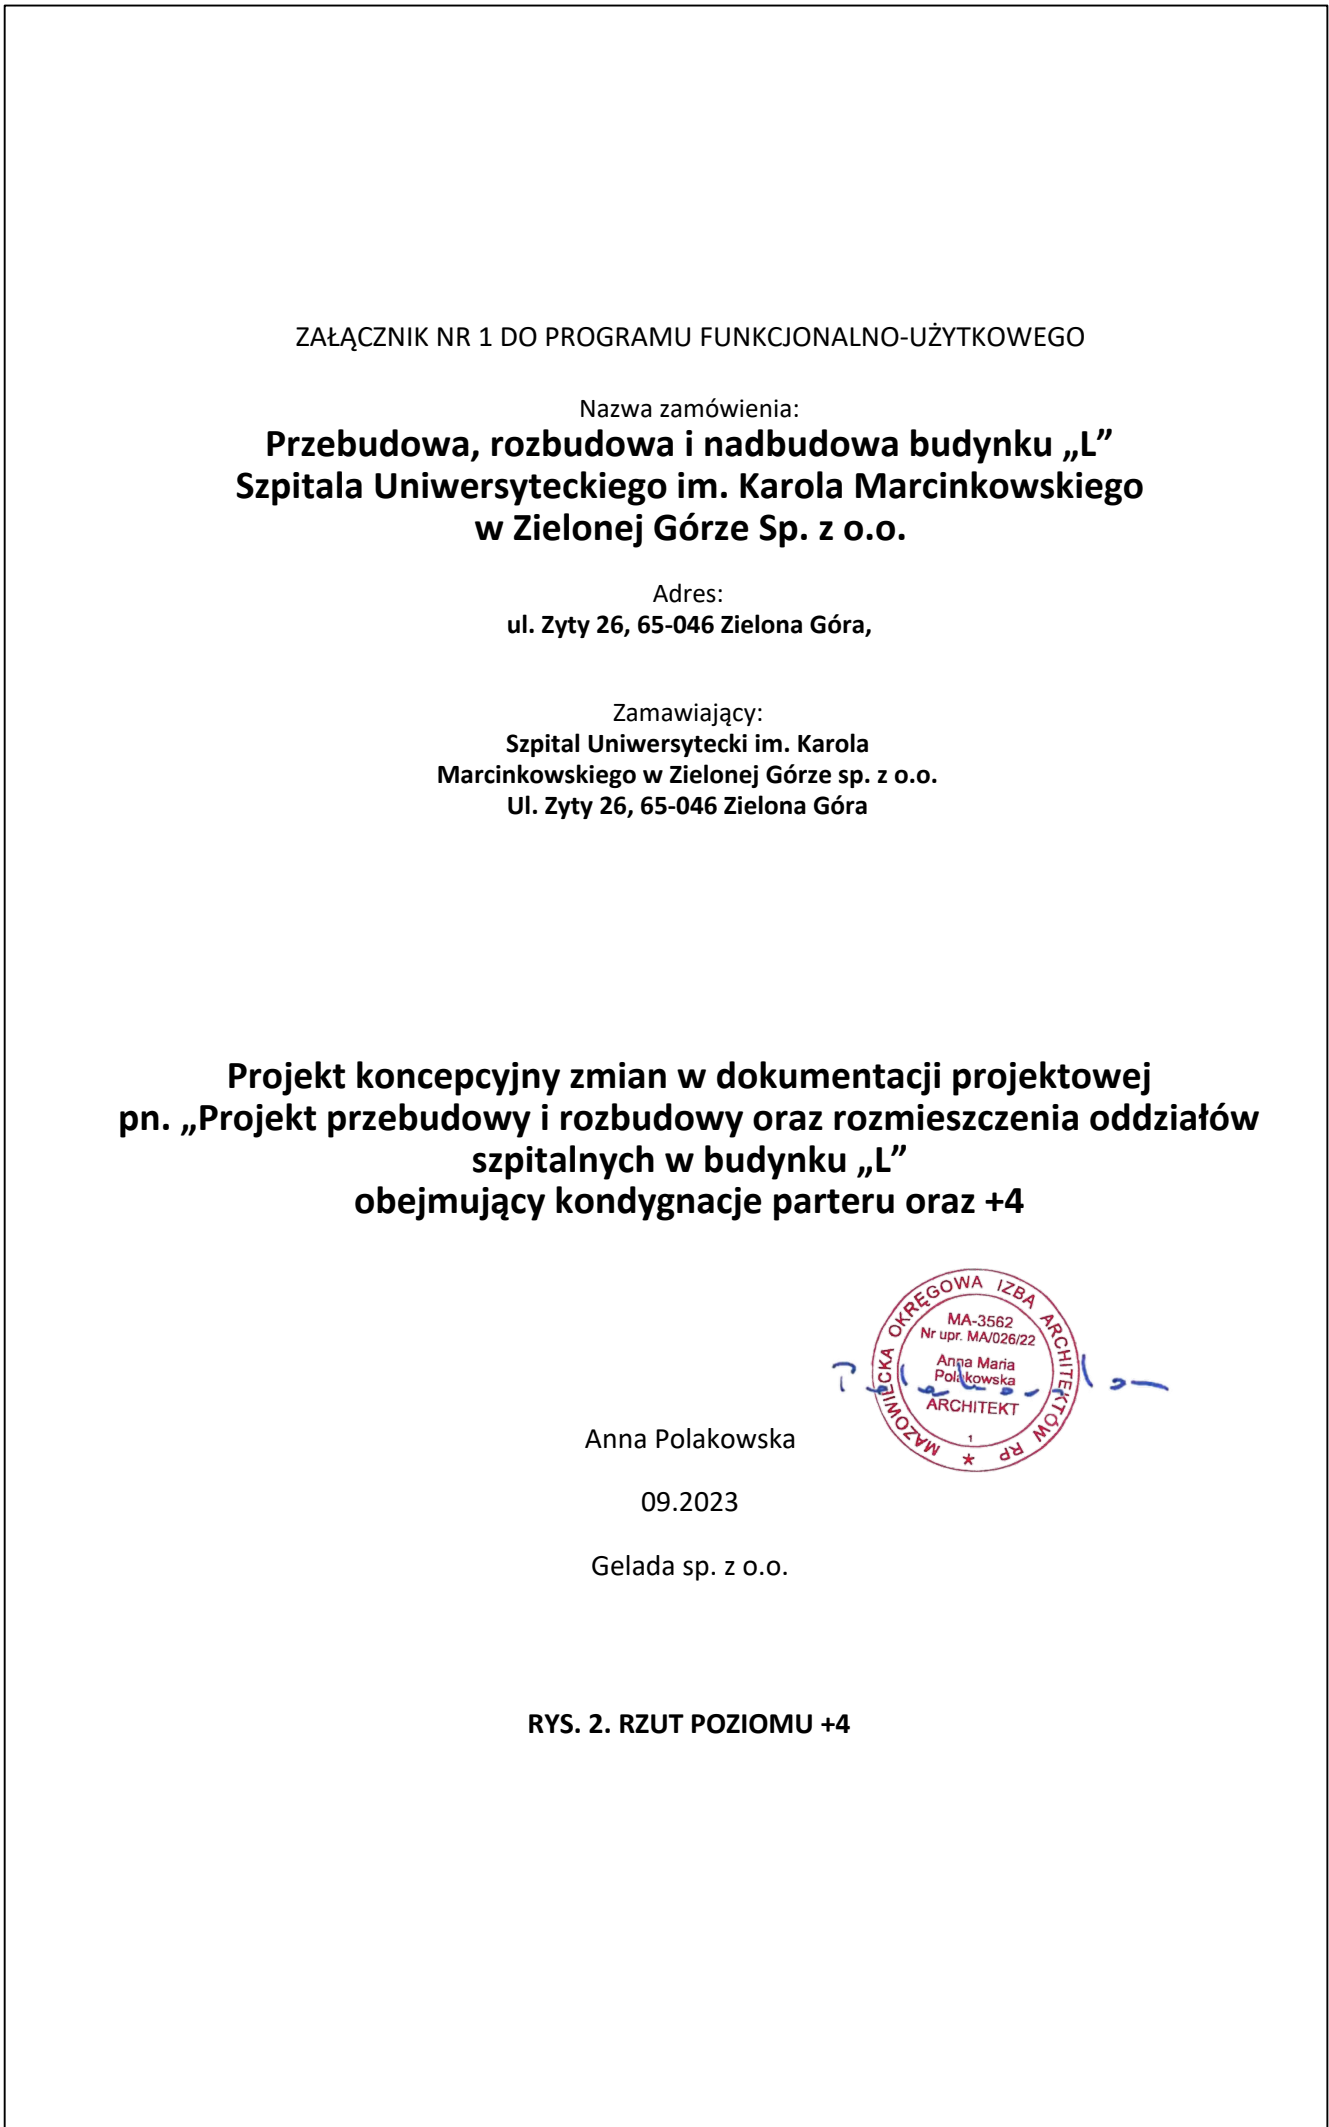 ZAŁĄCZNIK NR 1 DO PROGRAMU FUNKCJONALNO-UŻYTKOWEGO
Nazwa zamówienia:
Przebudowa, rozbudowa i nadbudowa budynku „L”
Szpitala Uniwersyteckiego im. Karola Marcinkowskiego
w Zielonej Górze Sp. z o.o.
Adres:
ul. Zyty 26, 65-046 Zielona Góra,
Zamawiający:
Szpital Uniwersytecki im. Karola
Marcinkowskiego w Zielonej Górze sp. z o.o.
Ul. Zyty 26, 65-046 Zielona Góra
Projekt koncepcyjny zmian w dokumentacji projektowej
pn. „Projekt przebudowy i rozbudowy oraz rozmieszczenia oddziałów
szpitalnych w budynku „L”
obejmujący kondygnacje parteru oraz +4
MAZOWIECKA OKRĘGOWA IZBA ARCHITEKTÓW RP
MA-3562
Nr upr. MA/026/22
Anna Maria
Polakowska
ARCHITEKT
1
Anna Polakowska
09.2023
Gelada sp. z o.o.
RYS. 2. RZUT POZIOMU +4